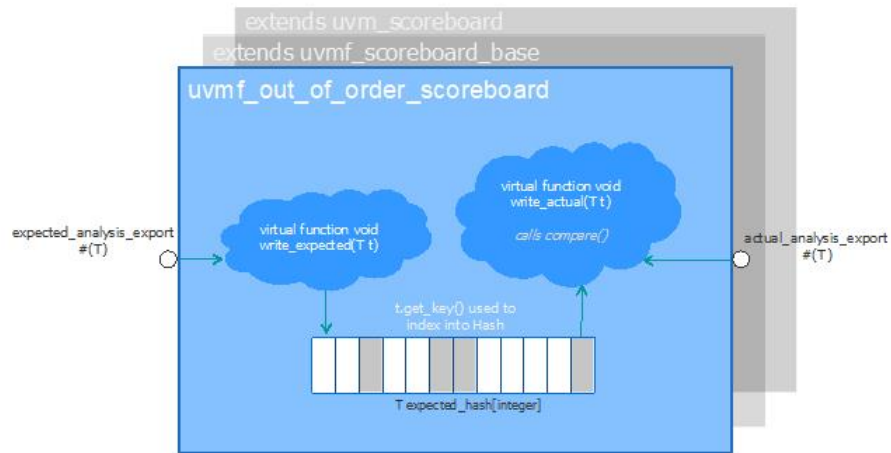 extends uvm_scoreboard
extends uvmf_scoreboard_base
uvmf_out_of_order_scoreboard
virtual function void
write_actual(T t)
calls compare()
virtual function void
write_expected(T t)
expected_analysis_export
#(T)
actual_analysis_export
#(T)
t.get_key() used to
index into Hash
T expected_hash[integer]